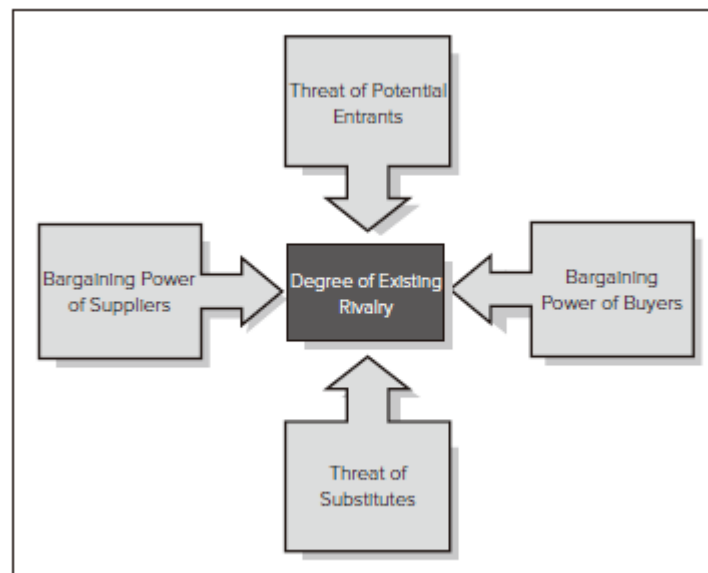 Threat of Potential
Entrants
Bargaining Power
of Suppliers
Degree of Existing
Rivalry
Bargaining
Power of Buyers
Threat of
Substitutes